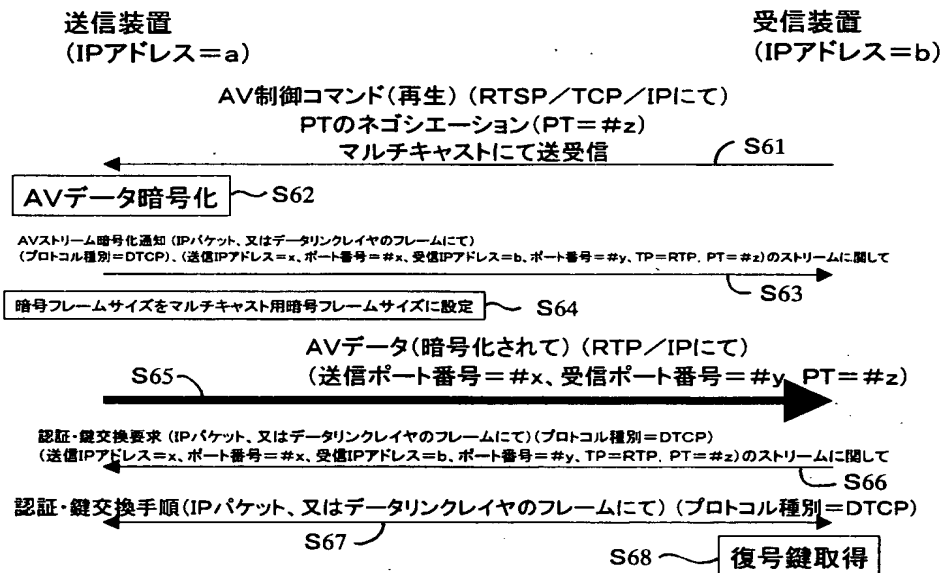 送信装置
(IPアドレス=a)
受信装置
(IPアドレス=b)
AV制御コマンド(再生) (RTSP/TCP/IPにて)
PTのネゴシエーション(PT=#z)
マルチキャストにて送受信
S61
AVデータ暗号化
S62
AVストリーム暗号化通知 (IPパケット、又はデータリンクレイヤのフレームにて)
(プロトコル種別=DTCP)、(送信IPアドレス=x、ポート番号=#x、受信IPアドレス=b、ポート番号=#y、TP=RTP, PT=#z)のストリームに関して
S63
暗号フレームサイズをマルチキャスト用暗号フレームサイズに設定
S64
AVデータ(暗号化されて) (RTP/IPにて)
(送信ポート番号=#x、受信ポート番号=#y PT=#z)
S65
認証・鍵交換要求 (IPパケット、又はデータリンクレイヤのフレームにて)(プロトコル種別=DTCP)
(送信IPアドレス=x、ポート番号=#x、受信IPアドレス=b、ポート番号=#y、TP=RTP, PT=#z)のストリームに関して
S66
認証・鍵交換手順(IPパケット、又はデータリンクレイヤのフレームにて) (プロトコル種別=DTCP)
S67
S68
復号鍵取得